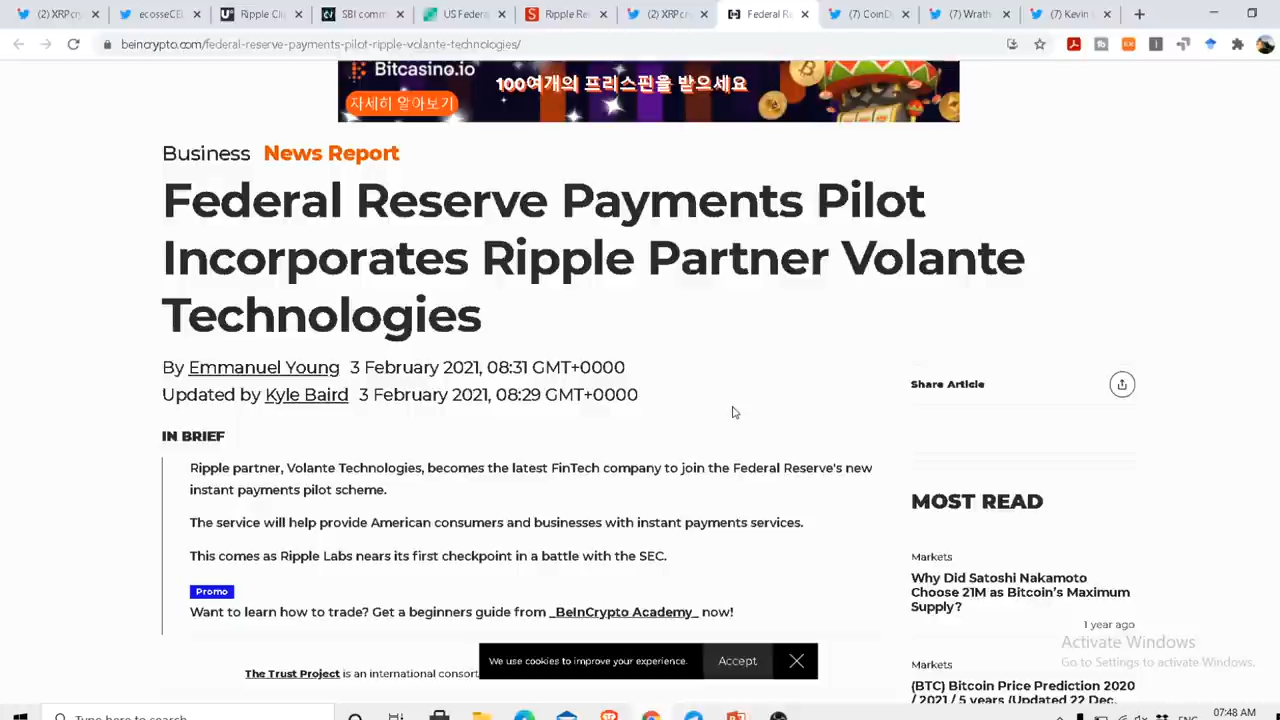 (2) XRPcr
ecosseCB
Ripple Cli
SBI comm
US Federa
Ripple Re
(2) XRPcr
Federal Re
(7) CoinD
(7) Wrath
(7) Kevin
beincrypto.com/federal-reserve-payments-pilot-ripple-volante-technologies/
Bitcasino.io
100여개의 프리스핀을 받으세요
자세히 알아보기
Business News Report
Federal Reserve Payments Pilot
Incorporates Ripple Partner Volante
Technologies
By Emmanuel Young 3 February 2021, 08:31 GMT+0000
Updated by Kyle Baird 3 February 2021, 08:29 GMT+0000
Share Article
IN BRIEF
Ripple partner, Volante Technologies, becomes the latest FinTech company to join the Federal Reserve's new
instant payments pilot scheme.
The service will help provide American consumers and businesses with instant payments services.
This comes as Ripple Labs nears its first checkpoint in a battle with the SEC.
Promo
Want to learn how to trade? Get a beginners guide from _BeInCrypto Academy_ now!
The Trust Project is an international consort
We use cookies to improve your experience.
Accept
MOST READ
Markets
Why Did Satoshi Nakamoto
Choose 21M as Bitcoin's Maximum
Supply?
1 year ago
Markets
(BTC) Bitcoin Price Prediction 2020
/ 2021 / 5 years (Updated 22 Dec,
Activate Windows
Go to Settings to activate Windows.
Type here to search
ENG
07:48 AM